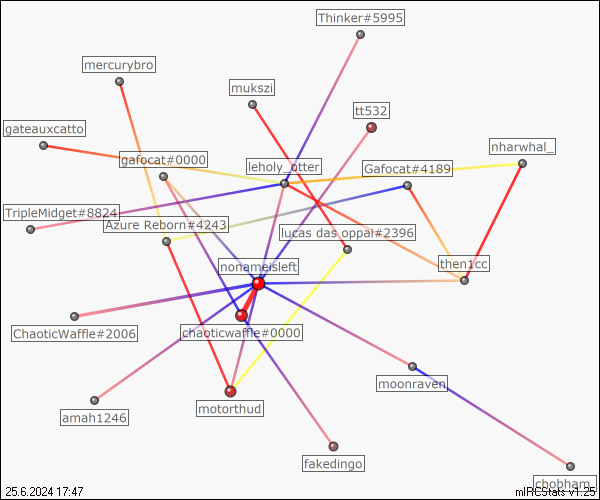 Thinker#5995
mercurybro
mukszi
tt532
gateauxcatto
nharwhal_
gafocat#0000
leholy_otter
Gafocat#4189
TripleMidget#8824
Azure Reborn#4243
lucas das oppai#2396
nonameisleft
then1cc
ChaoticWaffle#2006
chaoticwaffle#0000
moonraven
amah1246
motorthud
fakedingo
cbobham_
25.6.2024 17:47
mIRCStats v1.25